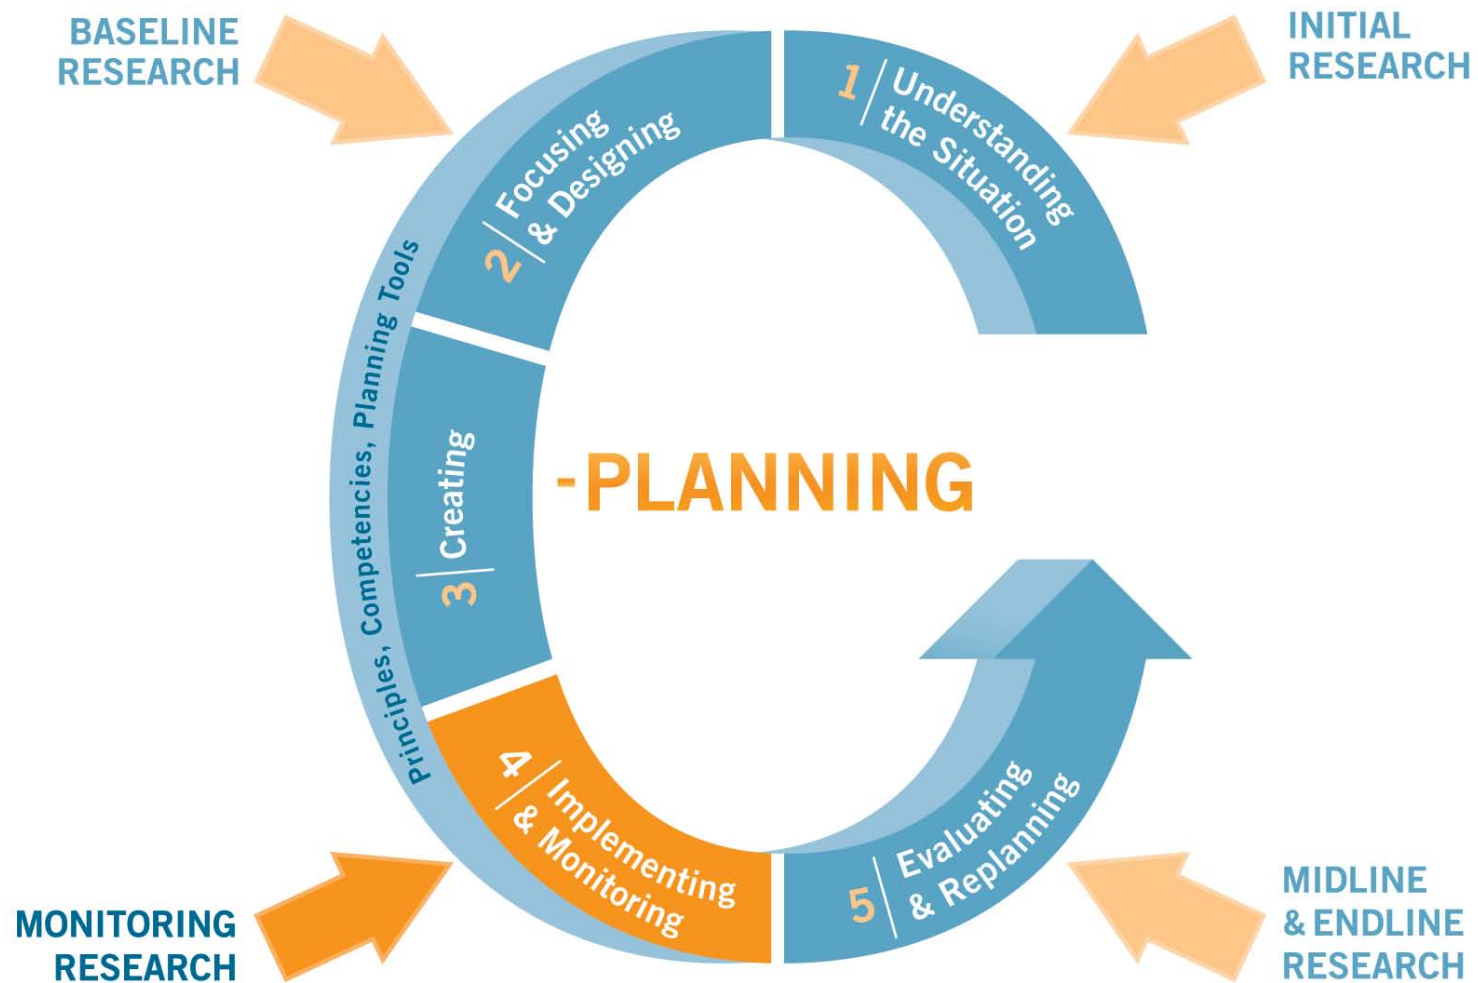 BASELINE
RESEARCH
INITIAL
RESEARCH
1
Understanding
the Situation
2
Focusing
& Designing
Principles, Competencies, Planning Tools
3
Creating
-PLANNING
4
Implementing
& Monitoring
5
Evaluating
& Replanning
MONITORING
RESEARCH
MIDLINE
& ENDLINE
RESEARCH